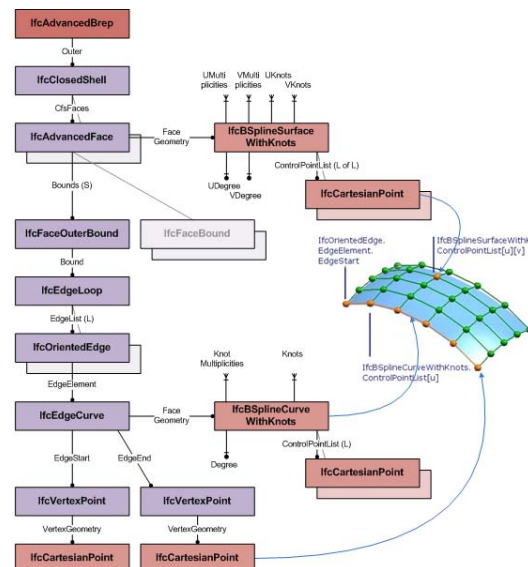 IfcAdvancedBrep
Outer
IfcClosedShell
CfsFaces
IfcAdvancedFace
Face
Geometry
UMulti
plicities
VMulti
plicities
UKnots
VKnots
IfcBSplineSurface
WithKnots
UDegree
VDegree
ControlPointList (L of L)
IfcCartesianPoint
Bounds (S)
IfcFaceOuterBound
IfcFaceBound
Bound
IfcEdgeLoop
EdgeList (L)
IfcOrientedEdge
EdgeElement
IfcEdgeCurve
Face
Geometry
Knot
Multiplicities
Knots
IfcBSplineCurve
WithKnots
Degree
ControlPointList (L)
IfcCartesianPoint
EdgeStart
EdgeEnd
IfcVertexPoint
IfcVertexPoint
VertexGeometry
VertexGeometry
IfcCartesianPoint
IfcCartesianPoint
IfcOrientedEdge.
EdgeElement.
EdgeStart
IfcBSplineSurfaceWithK
ControlPointList[u][v]
IfcBSplineCurveWithKnots.
ControlPointList[u]